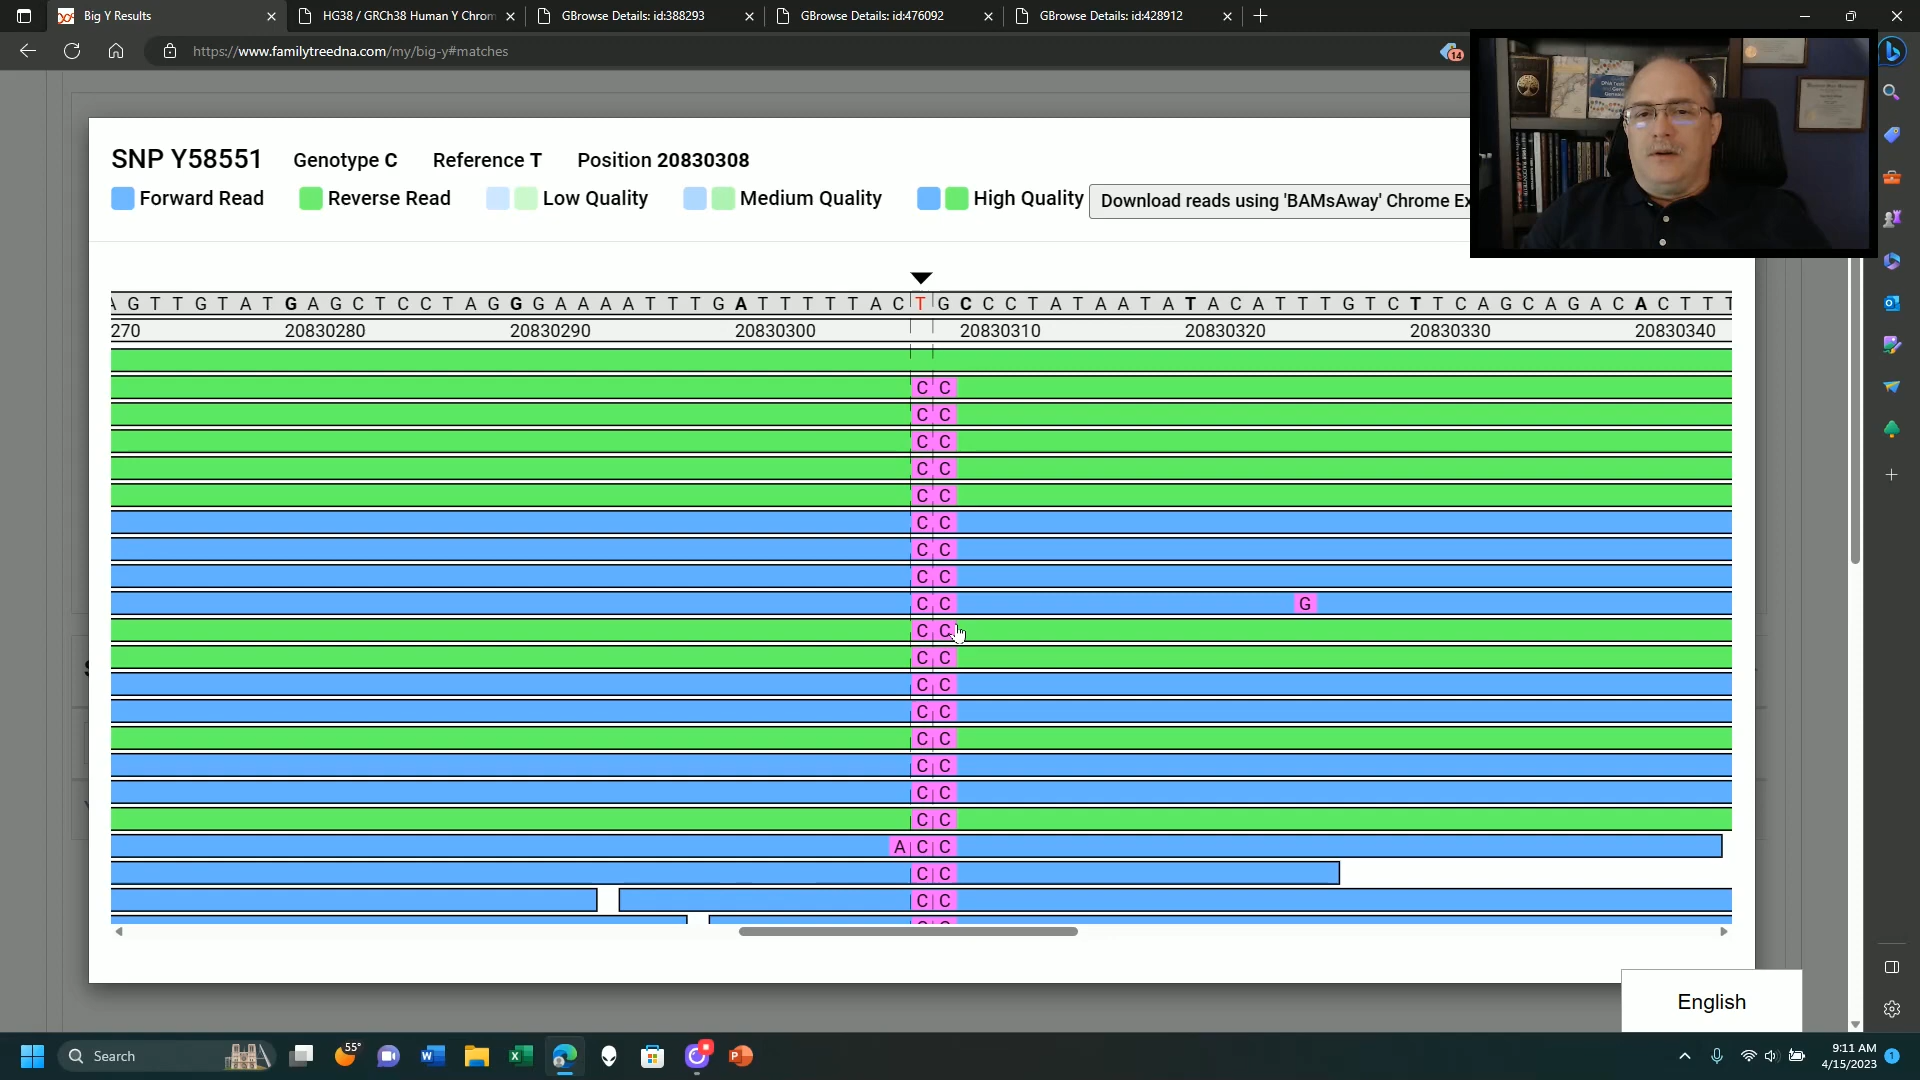 Big Y Results
HG38 / GRCh38 Human Y Chrom
GBrowse Details: id:388293
GBrowse Details: id:476092
GBrowse Details: id:428912
https://www.familytreedna.com/my/big-y#matches
14
SNP Y58551 Genotype C Reference T Position 20830308
Forward Read Reverse Read Low Quality Medium Quality High Quality Download reads using 'BAMsAway' Chrome Ex
A G T T G T A T G A G C T C C T A G G G A A A A T T T G A T T T T T A C T G C C C T A T A A T A T A C A T T T G T C T T C A G C A G A C A C T T T
270 20830280 20830290 20830300 20830310 20830320 20830330 20830340
C C
C C
C C
C C
C C
C C
C C
C C
C C G
C C
C C
C C
C C
C C
C C
C C
C C
A C C
C C
C C
C C
English
Search
55°
9:11 AM
4/15/2023
1